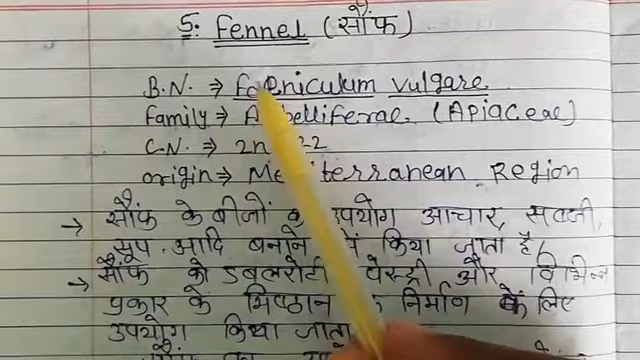 5. Fennel (सौंफ)
B.N. ⇒ Foeniculum vulgare
Family ⇒ belliferae. (Apiaceae)
C.N. ⇒ 2n 22
origin ⇒ Mediterranean Region
→ सौंफ के बीजों का उपयोग आचार, सब्जी,
सूप आदि बनाने में किया जाता है।
→ सौंफ को डबलरोटी पेस्ट्री और विभिन्न
प्रकार के मिष्ठान के निर्माण के लिए
उपयोग किया जाता